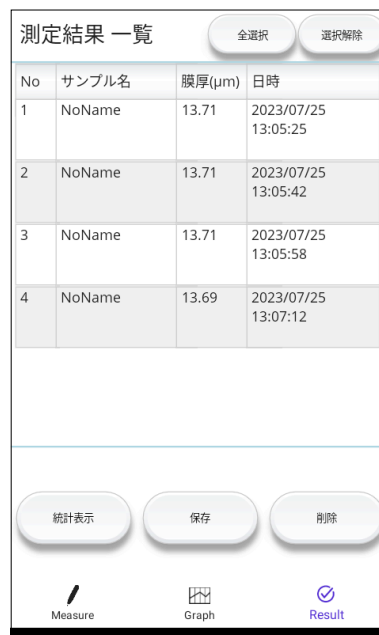 測定結果 一覧
全選択
選択解除
No サンプル名 膜厚(μm) 日時
1 NoName 13.71 2023/07/25
13:05:25
2 NoName 13.71 2023/07/25
13:05:42
3 NoName 13.71 2023/07/25
13:05:58
4 NoName 13.69 2023/07/25
13:07:12
統計表示
保存
削除
Measure
Graph
Result